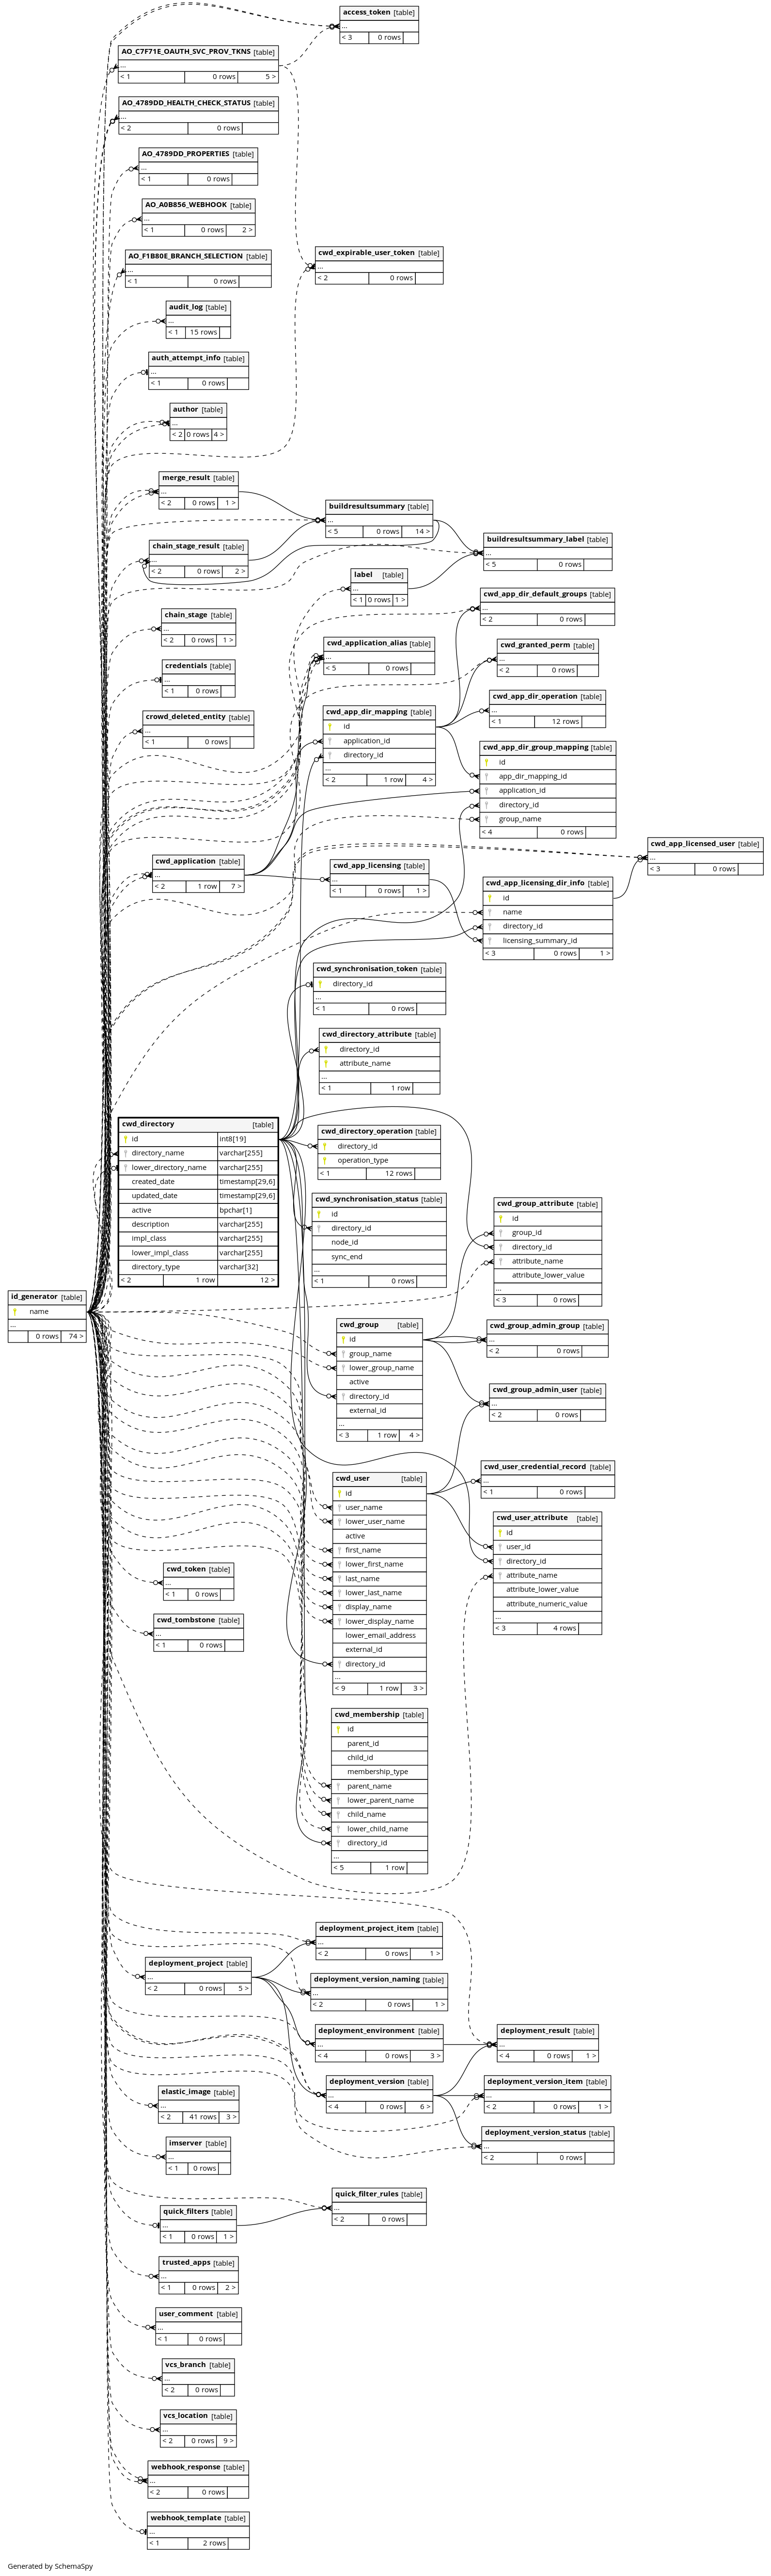 access_token [table]
...
< 3 0 rows
AO_C7F71E_OAUTH_SVC_PROV_TKNS [table]
...
< 1 0 rows 5 >
AO_4789DD_HEALTH_CHECK_STATUS [table]
...
< 2 0 rows
AO_4789DD_PROPERTIES [table]
...
< 1 0 rows
AO_A0B856_WEBHOOK [table]
...
< 1 0 rows 2 >
AO_F1B80E_BRANCH_SELECTION [table]
...
< 1 0 rows
cwd_expirable_user_token [table]
...
< 2 0 rows
audit_log [table]
...
< 1 15 rows
auth_attempt_info [table]
...
< 1 0 rows
author [table]
...
< 2 0 rows 4 >
merge_result [table]
...
< 2 0 rows 1 >
buildresultsummary [table]
...
< 5 0 rows 14 >
chain_stage_result [table]
...
< 2 0 rows 2 >
buildresultsummary_label [table]
...
< 5 0 rows
label [table]
...
< 1 0 rows 1 >
cwd_app_dir_default_groups [table]
...
< 2 0 rows
chain_stage [table]
...
< 2 0 rows 1 >
cwd_application_alias [table]
...
< 5 0 rows
cwd_granted_perm [table]
...
< 2 0 rows
credentials [table]
...
< 1 0 rows
cwd_app_dir_operation [table]
...
< 1 12 rows
crowd_deleted_entity [table]
...
< 1 0 rows
cwd_app_dir_mapping [table]
id
application_id
directory_id
...
< 2 1 row 4 >
cwd_app_dir_group_mapping [table]
id
app_dir_mapping_id
application_id
directory_id
group_name
< 4 0 rows
cwd_app_licensed_user [table]
...
< 3 0 rows
cwd_application [table]
...
< 2 1 row 7 >
cwd_app_licensing [table]
...
< 1 0 rows 1 >
cwd_app_licensing_dir_info [table]
id
name
directory_id
licensing_summary_id
< 3 0 rows 1 >
cwd_synchronisation_token [table]
directory_id
...
< 1 0 rows
cwd_directory_attribute [table]
directory_id
attribute_name
...
< 1 1 row
cwd_directory [table]
id int8[19]
directory_name varchar[255]
lower_directory_name varchar[255]
created_date timestamp[29,6]
updated_date timestamp[29,6]
active bpchar[1]
description varchar[255]
impl_class varchar[255]
lower_impl_class varchar[255]
directory_type varchar[32]
< 2 1 row 12 >
cwd_directory_operation [table]
directory_id
operation_type
< 1 12 rows
cwd_synchronisation_status [table]
id
directory_id
node_id
sync_end
...
< 1 0 rows
cwd_group_attribute [table]
id
group_id
directory_id
attribute_name
attribute_lower_value
...
< 3 0 rows
id_generator [table]
name
...
0 rows 74 >
cwd_group [table]
id
group_name
lower_group_name
active
directory_id
external_id
...
< 3 1 row 4 >
cwd_group_admin_group [table]
...
< 2 0 rows
cwd_group_admin_user [table]
...
< 2 0 rows
cwd_user [table]
id
user_name
lower_user_name
active
first_name
lower_first_name
last_name
lower_last_name
display_name
lower_display_name
lower_email_address
external_id
directory_id
...
< 9 1 row 3 >
cwd_user_credential_record [table]
...
< 1 0 rows
cwd_user_attribute [table]
id
user_id
directory_id
attribute_name
attribute_lower_value
attribute_numeric_value
...
< 3 4 rows
cwd_token [table]
...
< 1 0 rows
cwd_tombstone [table]
...
< 1 0 rows
cwd_membership [table]
id
parent_id
child_id
membership_type
parent_name
lower_parent_name
child_name
lower_child_name
directory_id
...
< 5 1 row
deployment_project_item [table]
...
< 2 0 rows 1 >
deployment_project [table]
...
< 2 0 rows 5 >
deployment_version_naming [table]
...
< 2 0 rows 1 >
deployment_environment [table]
...
< 4 0 rows 3 >
deployment_result [table]
...
< 4 0 rows 1 >
deployment_version [table]
...
< 4 0 rows 6 >
deployment_version_item [table]
...
< 2 0 rows 1 >
elastic_image [table]
...
< 2 41 rows 3 >
deployment_version_status [table]
...
< 2 0 rows
imserver [table]
...
< 1 0 rows
quick_filter_rules [table]
...
< 2 0 rows
quick_filters [table]
...
< 1 0 rows 1 >
trusted_apps [table]
...
< 1 0 rows 2 >
user_comment [table]
...
< 1 0 rows
vcs_branch [table]
...
< 2 0 rows
vcs_location [table]
...
< 2 0 rows 9 >
webhook_response [table]
...
< 2 0 rows
webhook_template [table]
...
< 1 2 rows
Generated by SchemaSpy